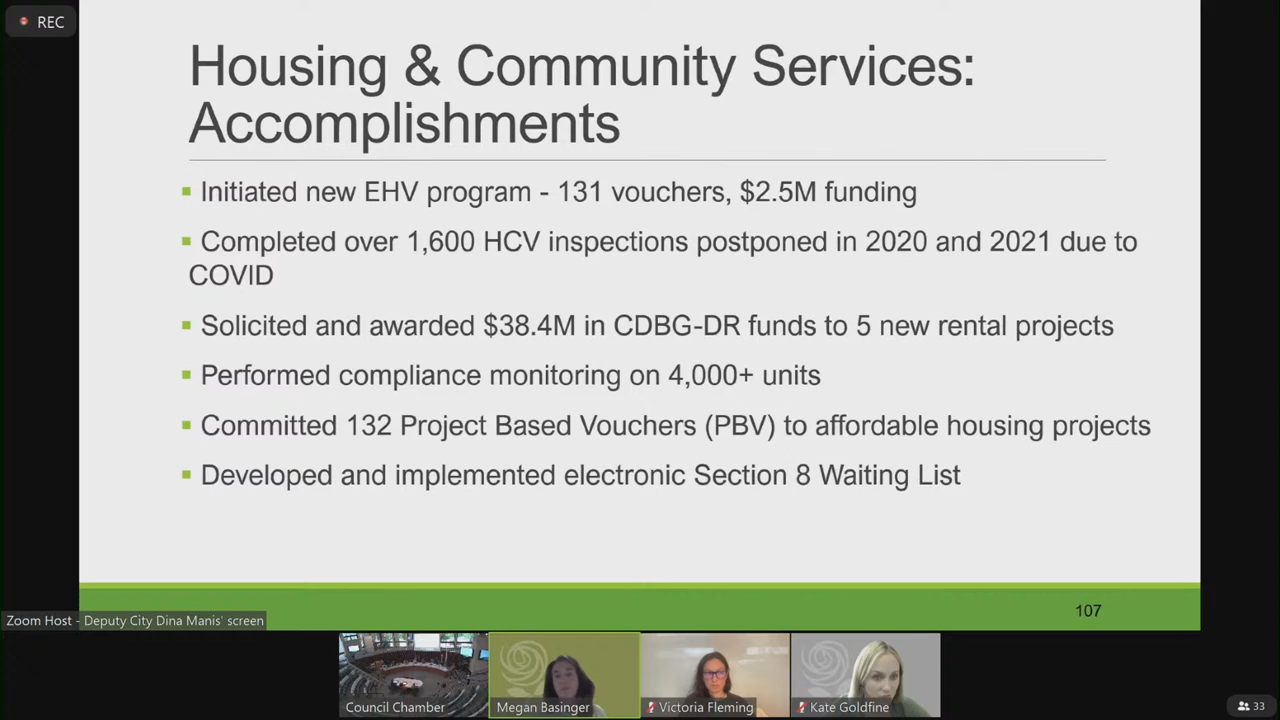 REC
Housing & Community Services:
Accomplishments
Initiated new EHV program - 131 vouchers, $2.5M funding
Completed over 1,600 HCV inspections postponed in 2020 and 2021 due to
COVID
Solicited and awarded $38.4M in CDBG-DR funds to 5 new rental projects
Performed compliance monitoring on 4,000+ units
Committed 132 Project Based Vouchers (PBV) to affordable housing projects
Developed and implemented electronic Section 8 Waiting List
107
Zoom Host - Deputy City Dina Manis' screen
Council Chamber
Megan Basinger
Victoria Fleming
Kate Goldfine
33